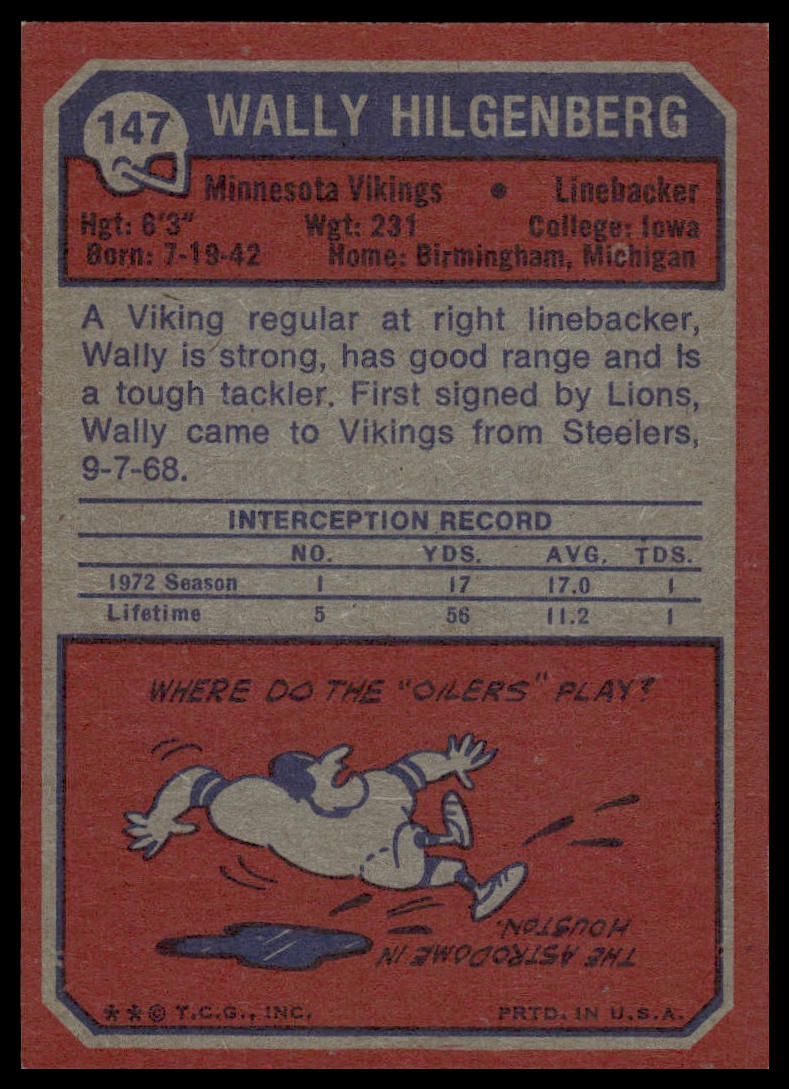 147
WALLY HILGENBERG
Minnesota Vikings • Linebacker
Hgt: 6'3" Wgt: 231 College: Iowa
Born: 7-19-42 Home: Birmingham, Michigan
A Viking regular at right linebacker,
Wally is strong, has good range and is
a tough tackler. First signed by Lions,
Wally came to Vikings from Steelers,
9-7-68.
INTERCEPTION RECORD
NO. YDS. AVG. TDS.
1972 Season 1 17 17.0 1
Lifetime 5 56 11.2 1
WHERE DO THE "OILERS" PLAY?
THE ASTRODOME IN
HOUSTON.
** © T.C.G., INC. PRTD. IN U.S.A.